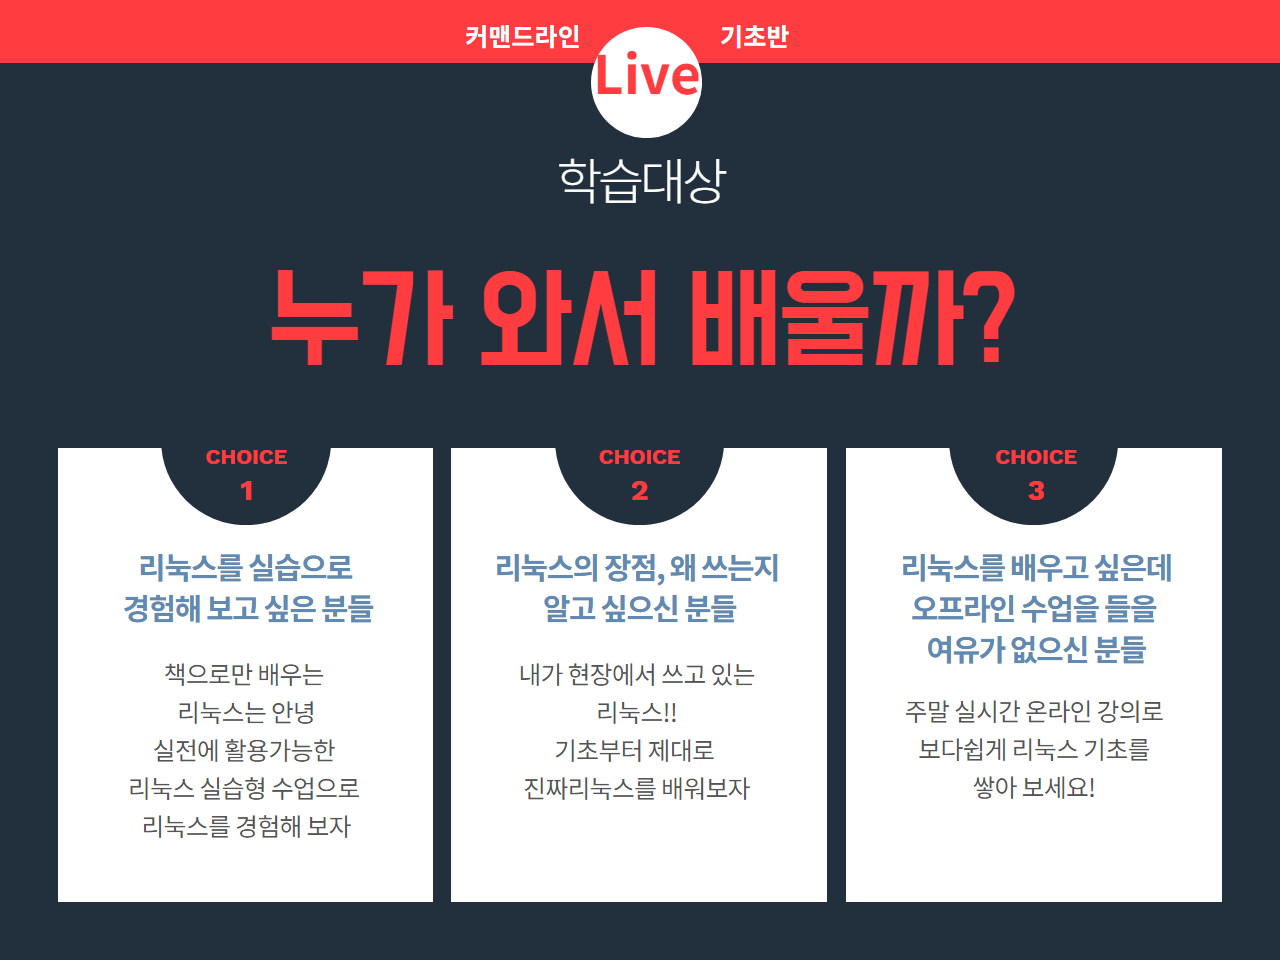 커맨드라인 Live 기초반
학습대상
누가 와서 배울까?
CHOICE
1
리눅스를 실습으로
경험해 보고 싶은 분들
책으로만 배우는
리눅스는 안녕
실전에 활용가능한
리눅스 실습형 수업으로
리눅스를 경험해 보자
CHOICE
2
리눅스의 장점, 왜 쓰는지
알고 싶으신 분들
내가 현장에서 쓰고 있는
리눅스!!
기초부터 제대로
진짜리눅스를 배워보자
CHOICE
3
리눅스를 배우고 싶은데
오프라인 수업을 들을
여유가 없으신 분들
주말 실시간 온라인 강의로
보다쉽게 리눅스 기초를
쌓아 보세요!